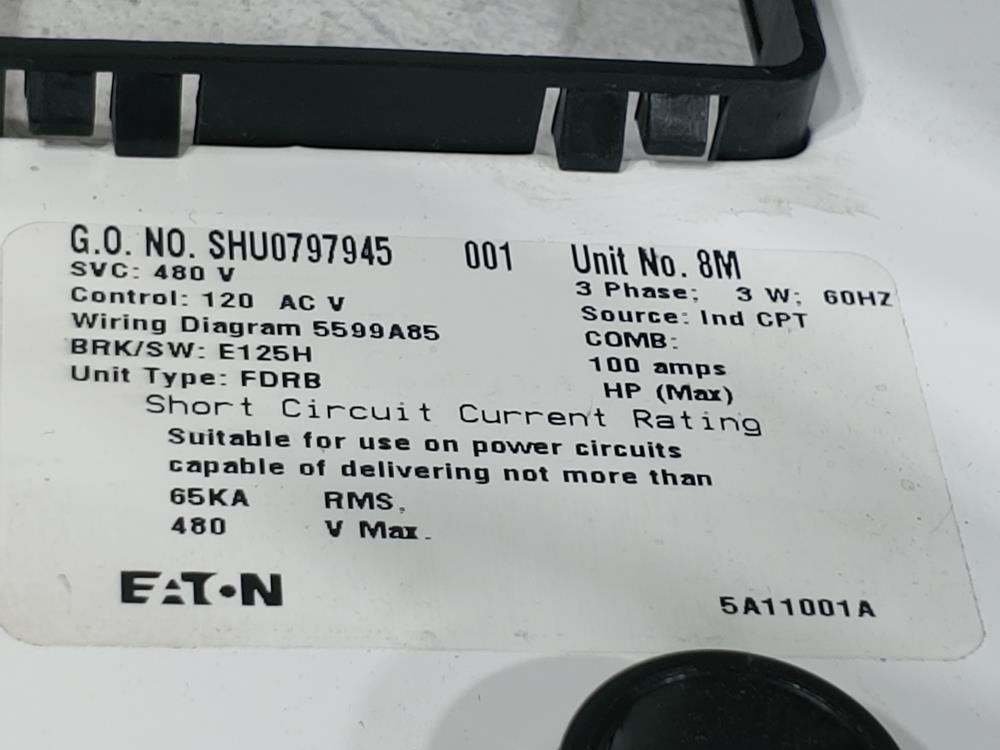 G.O. NO. SHU0797945 001 Unit No. 8M
SVC: 480 V 3 Phase; 3 W; 60HZ
Control: 120 AC V Source: Ind CPT
Wiring Diagram 5599A85 COMB:
BRK/SW: E125H 100 amps
Unit Type: FDRB HP (Max)
Short Circuit Current Rating
Suitable for use on power circuits
capable of delivering not more than
65KA RMS,
480 V Max.
EATON 5A11001A